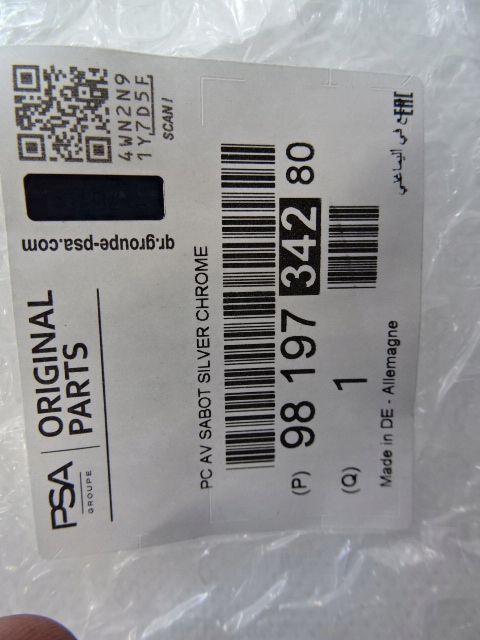 PSA
GROUPE
ORIGINAL
PARTS
qr.groupe-psa.com
4WN2N9
1Y7D5F
SCAN !
PC AV SABOT SILVER CHROME
(P) 98 197 342 80
(Q) 1
Made in DE - Allemagne
EAC